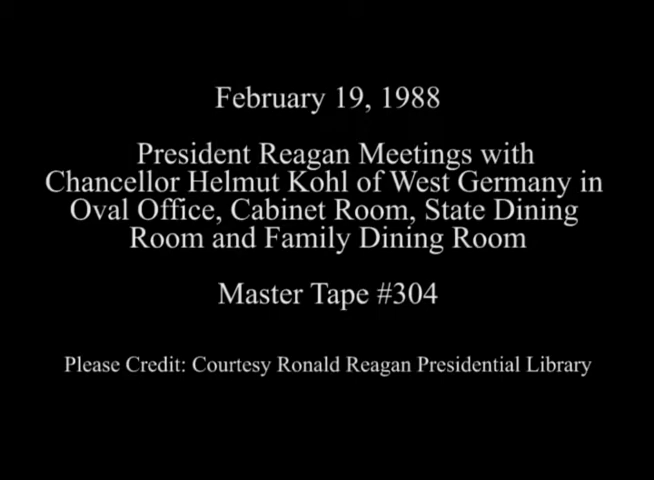 February 19, 1988
President Reagan Meetings with
Chancellor Helmut Kohl of West Germany in
Oval Office, Cabinet Room, State Dining
Room and Family Dining Room
Master Tape #304
Please Credit: Courtesy Ronald Reagan Presidential Library